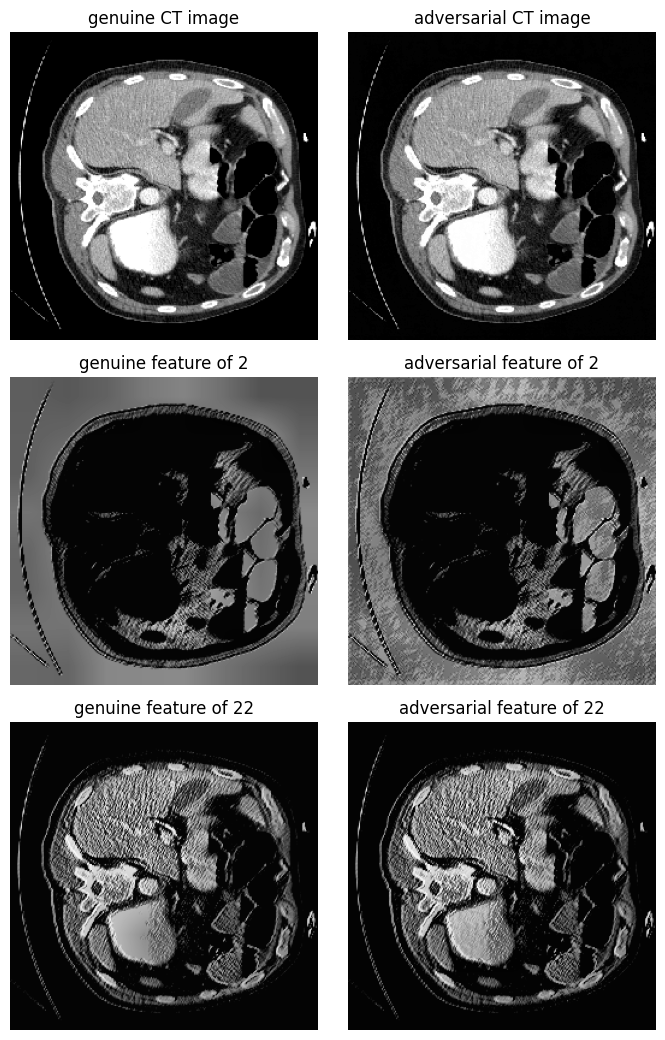 genuine CT image
adversarial CT image
genuine feature of 2
adversarial feature of 2
genuine feature of 22
adversarial feature of 22